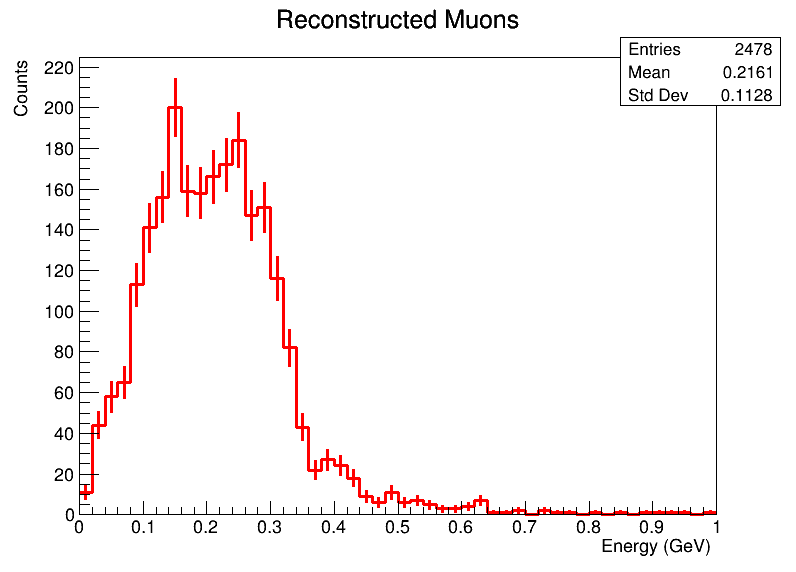 Reconstructed Muons
Entries 2478
Mean 0.2161
Std Dev 0.1128
Counts
220
200
180
160
140
120
100
80
60
40
20
0
0 0.1 0.2 0.3 0.4 0.5 0.6 0.7 0.8 0.9 1
Energy (GeV)